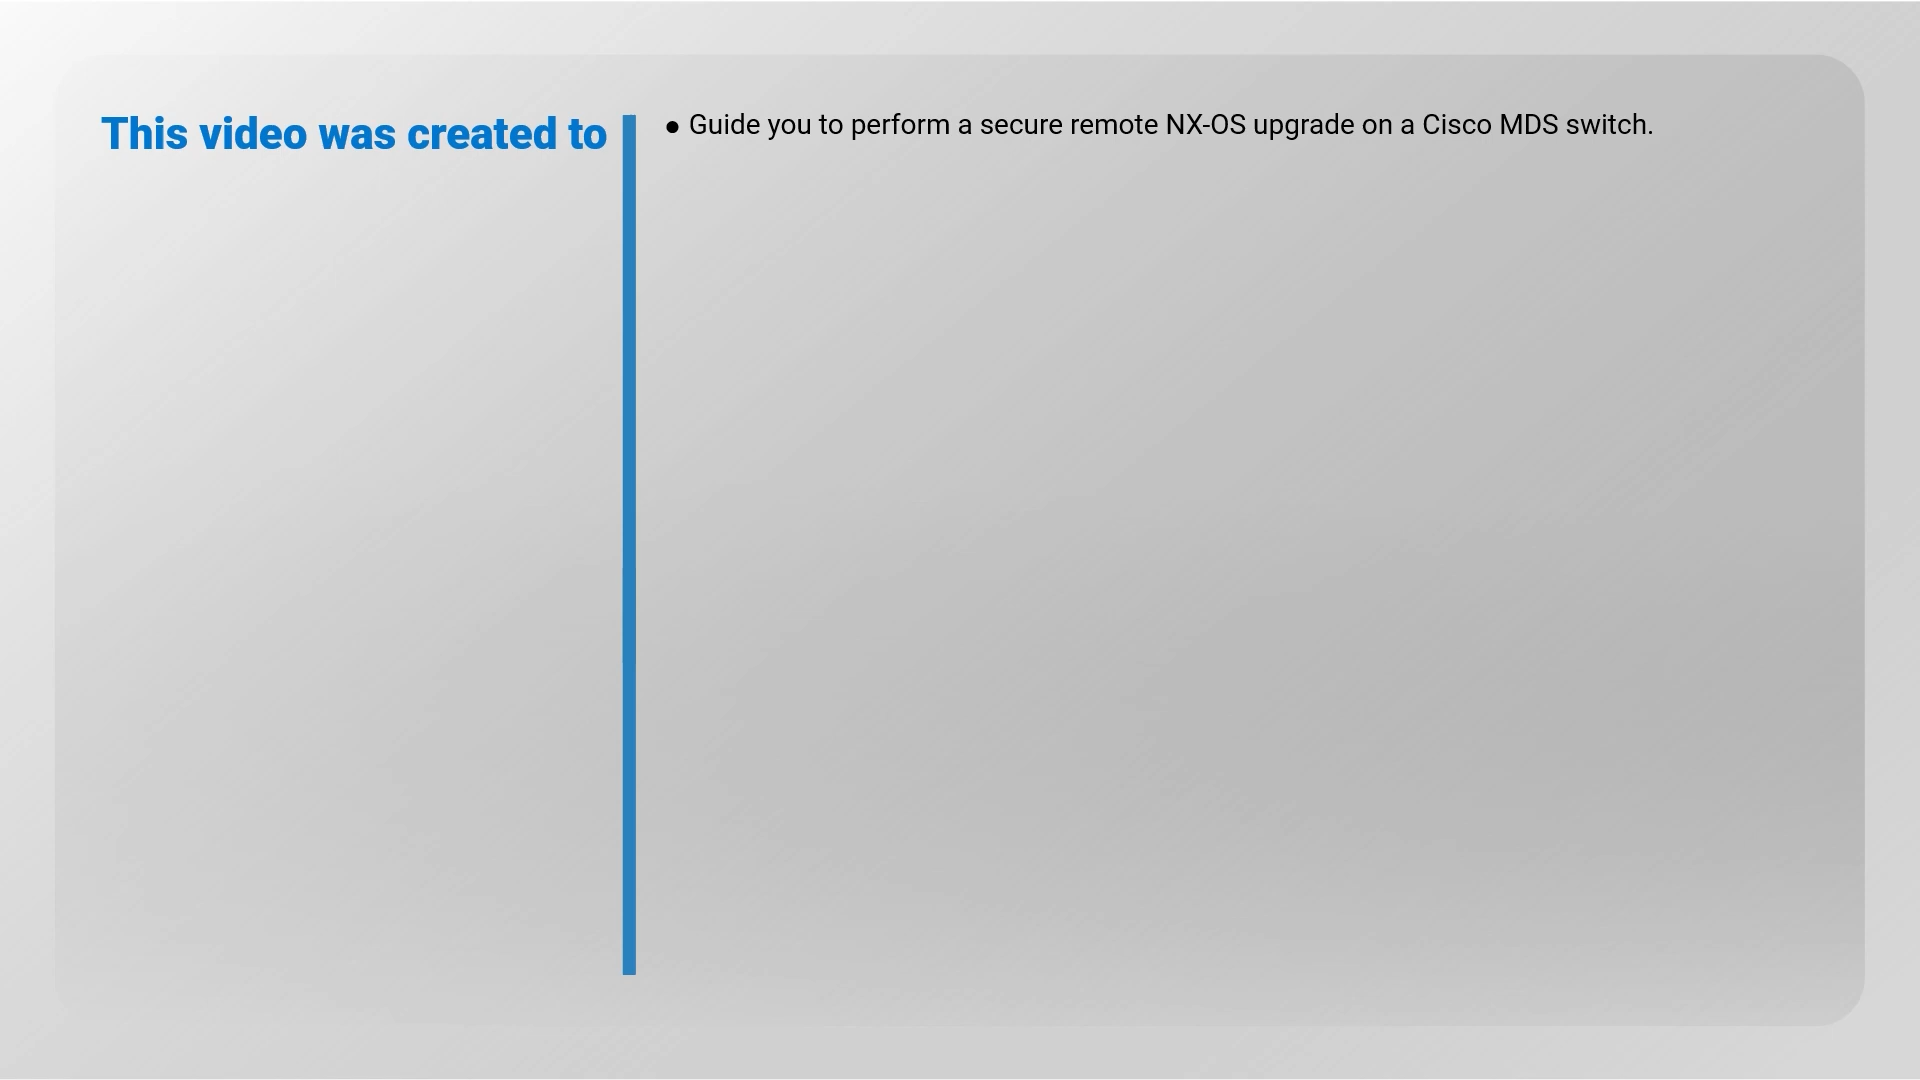 This video was created to
● Guide you to perform a secure remote NX-OS upgrade on a Cisco MDS switch.